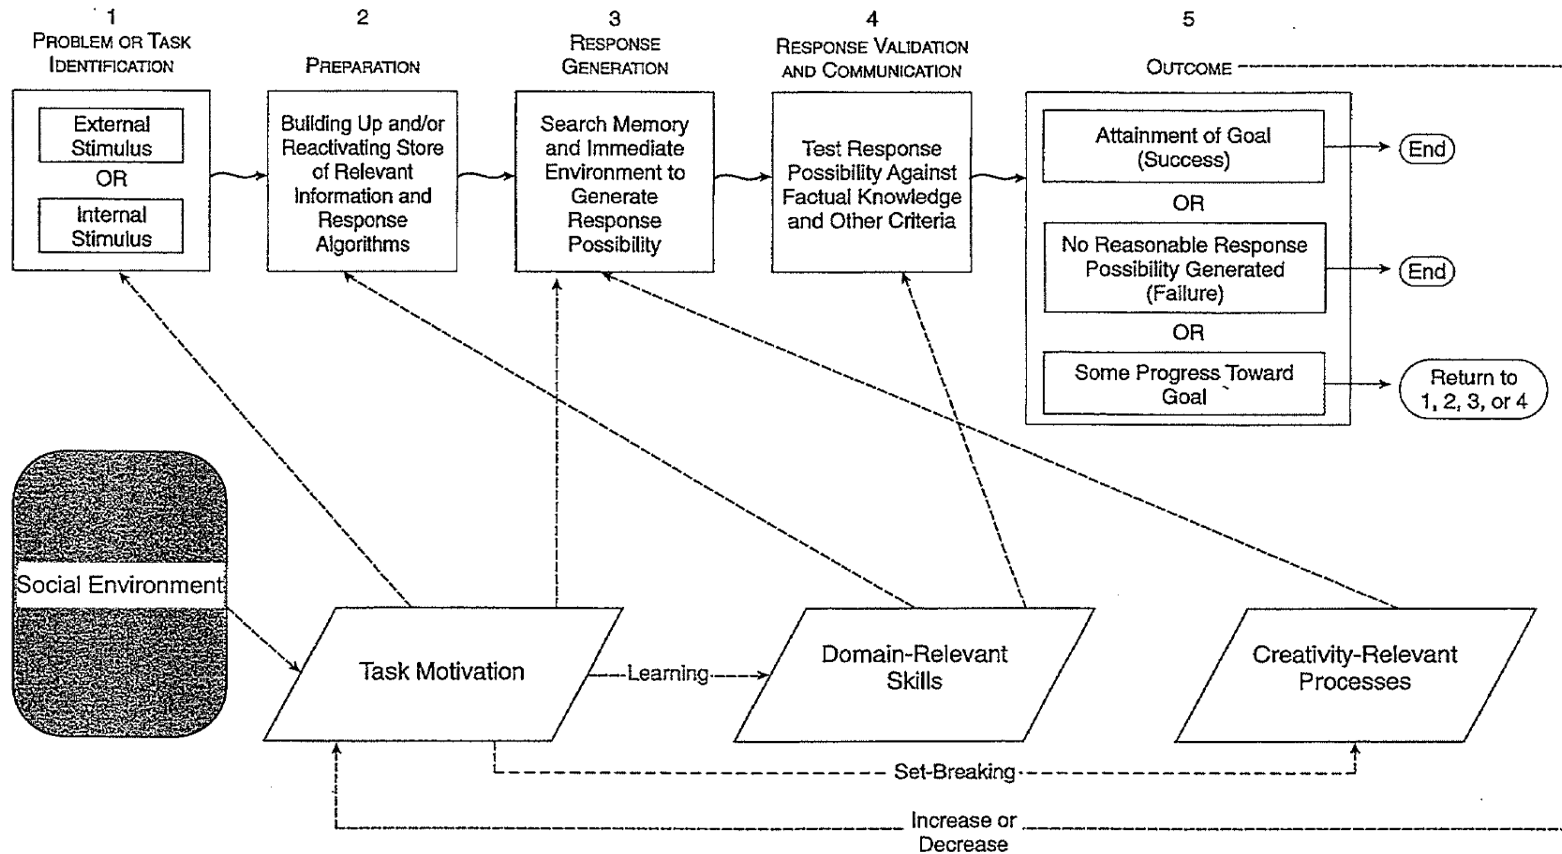 1
PROBLEM OR TASK
IDENTIFICATION
2
PREPARATION
3
RESPONSE
GENERATION
4
RESPONSE VALIDATION
AND COMMUNICATION
5
OUTCOME
External
Stimulus
OR
Internal
Stimulus
Building Up and/or
Reactivating Store
of Relevant
Information and
Response
Algorithms
Search Memory
and Immediate
Environment to
Generate
Response
Possibility
Test Response
Possibility Against
Factual Knowledge
and Other Criteria
Attainment of Goal
(Success)
End
OR
No Reasonable Response
Possibility Generated
(Failure)
End
OR
Some Progress Toward
Goal
Return to
1, 2, 3, or 4
Social Environment
Task Motivation
Learning
Domain-Relevant
Skills
Creativity-Relevant
Processes
Set-Breaking
Increase or
Decrease